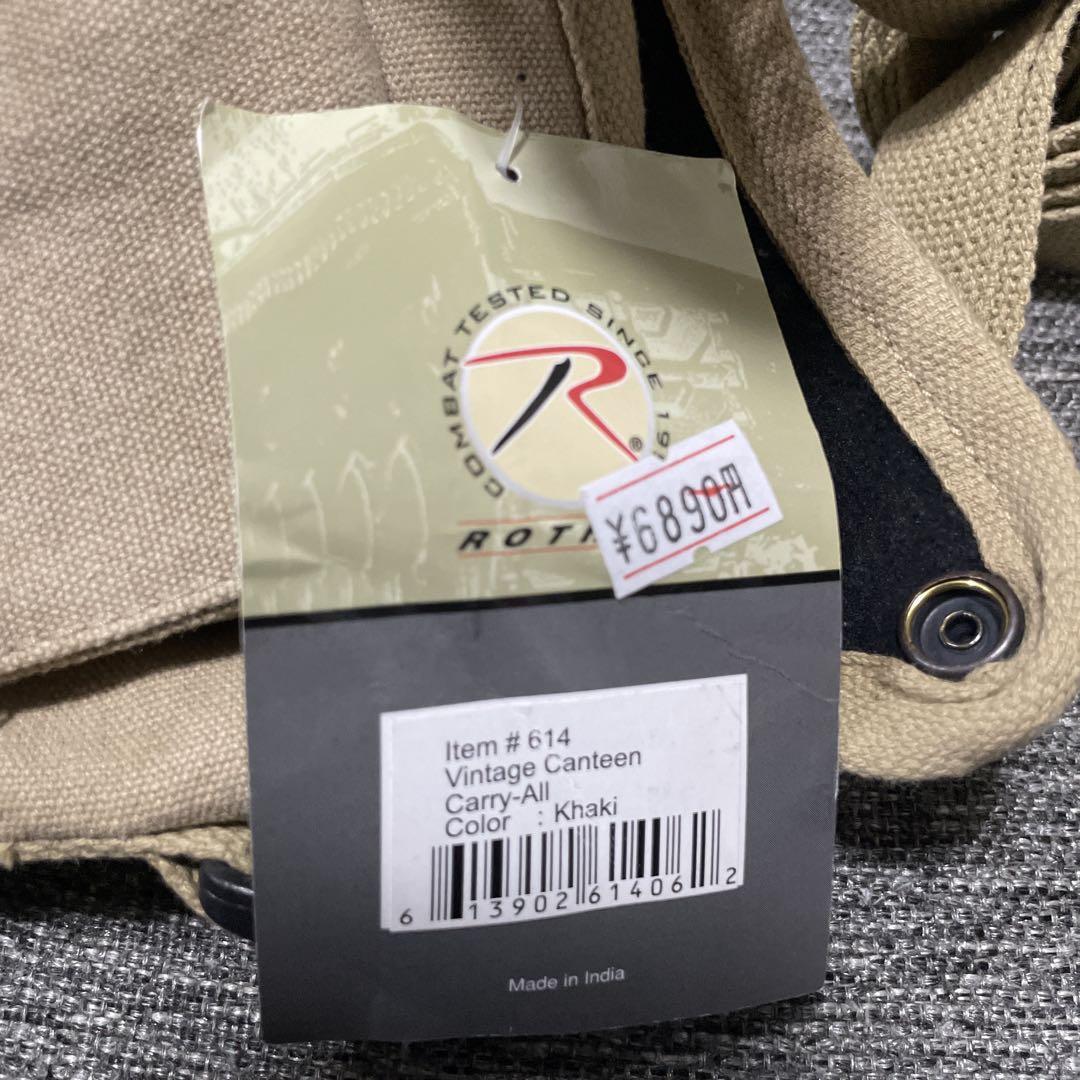 COMBAT TESTED SINCE 19
R
®
ROT
¥6890円
Item # 614
Vintage Canteen
Carry-All
Color : Khaki
6 13902 61406 2
Made in India